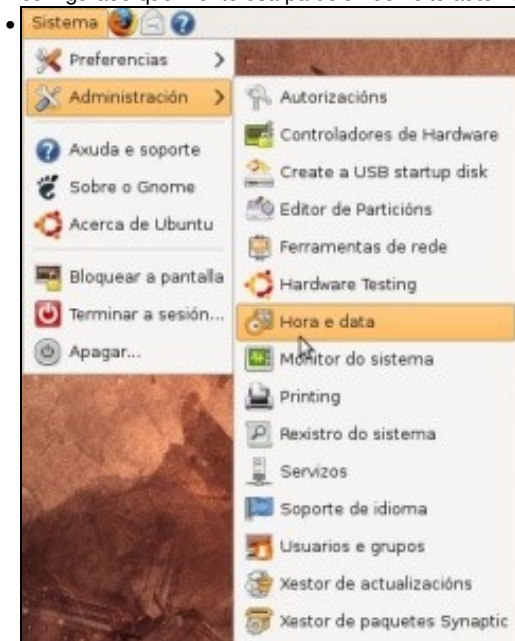 Sistema
Preferencias
Administración
Axuda e soporte
Sobre o Gnome
Acerca de Ubuntu
Bloquear a pantalla
Terminar a sesión...
Apagar...
Autorizacións
Controladores de Hardware
Create a USB startup disk
Editor de Particións
Ferramentas de rede
Hardware Testing
Hora e data
Monitor do sistema
Printing
Rexistro do sistema
Servizos
Soporte de idioma
Usuarios e grupos
Xestor de actualizacións
Xestor de paquetes Synaptic